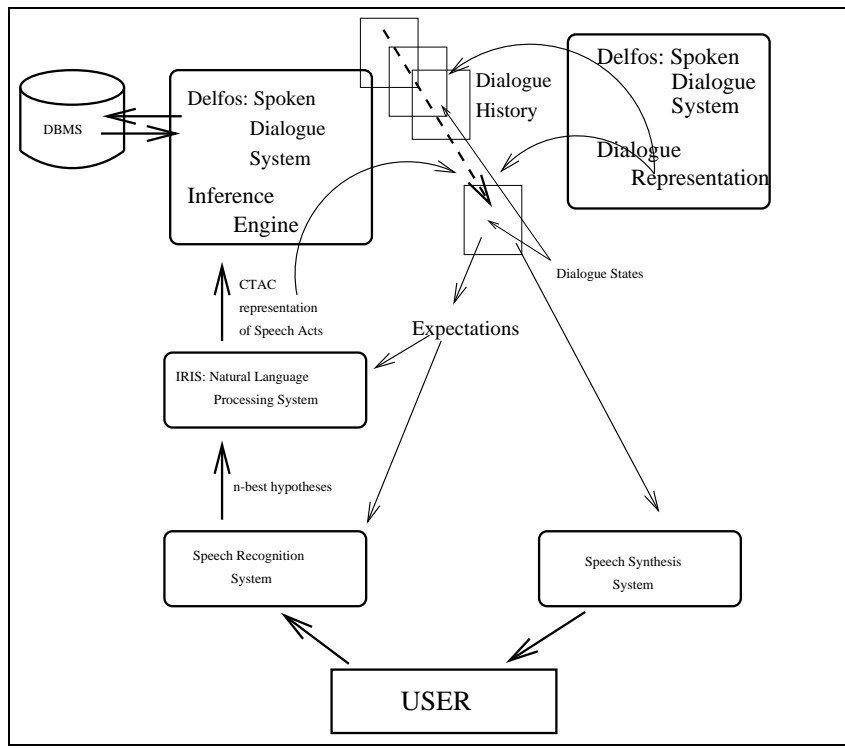 DBMS
Delfos: Spoken
Dialogue
System
Inference
Engine
Dialogue
History
Delfos: Spoken
Dialogue
System
Dialogue
Representation
Dialogue States
CTAC
representation
of Speech Acts
Expectations
IRIS: Natural Language
Processing System
n-best hypotheses
Speech Recognition
System
Speech Synthesis
System
USER